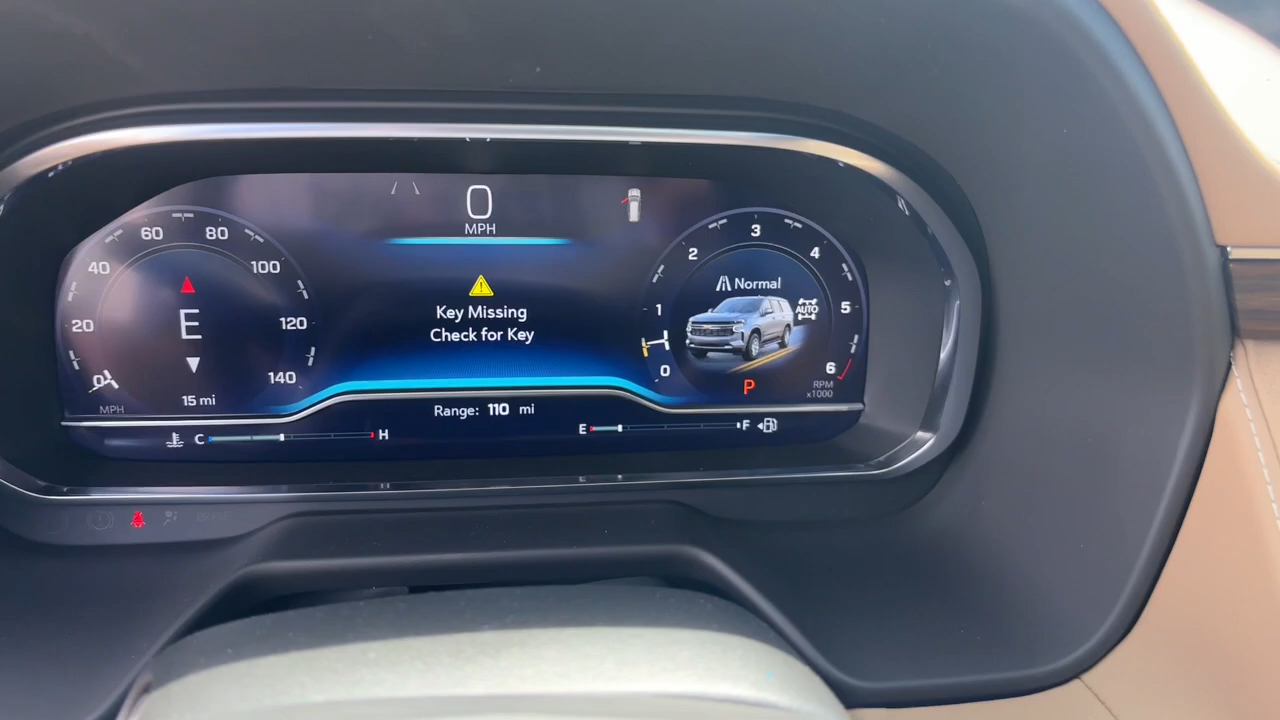 0
MPH
60
80
40
100
E
20
120
140
0
MPH
15 mi
Key Missing
Check for Key
3
2
4
Normal
AUTO
1
5
0
6
P
RPM
x1000
Range: 110 mi
C
H
E
F